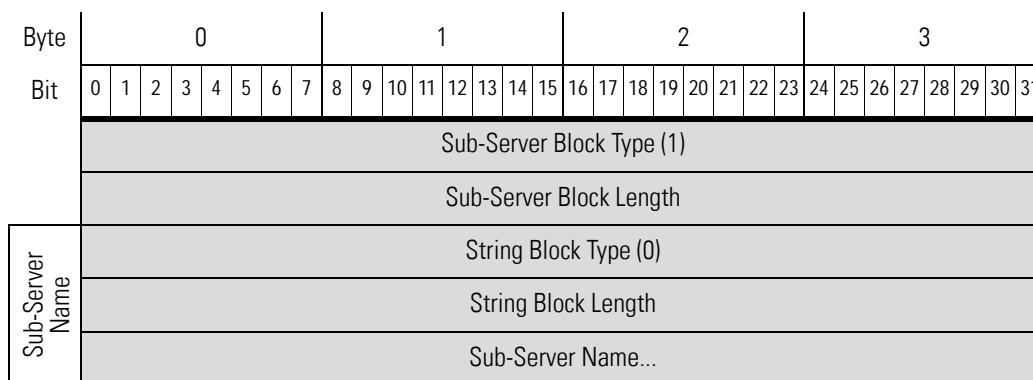 Byte 0 1 2 3
Bit 0 1 2 3 4 5 6 7 8 9 10 11 12 13 14 15 16 17 18 19 20 21 22 23 24 25 26 27 28 29 30 31
Sub-Server Block Type (1)
Sub-Server Block Length
Sub-Server
Name
String Block Type (0)
String Block Length
Sub-Server Name...